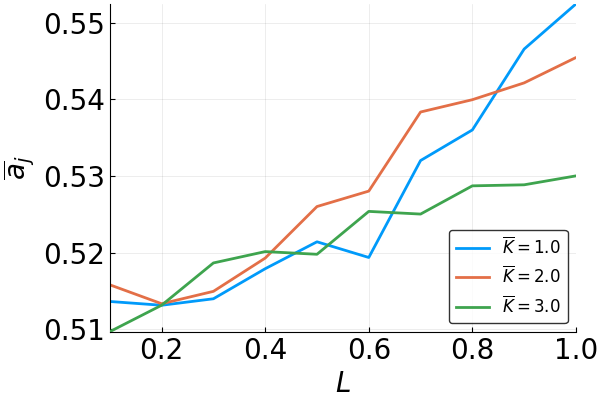 0.55
0.54
0.53
0.52
0.51
a̅ⱼ
0.2 0.4 0.6 0.8 1.0
L
K̅ = 1.0
K̅ = 2.0
K̅ = 3.0